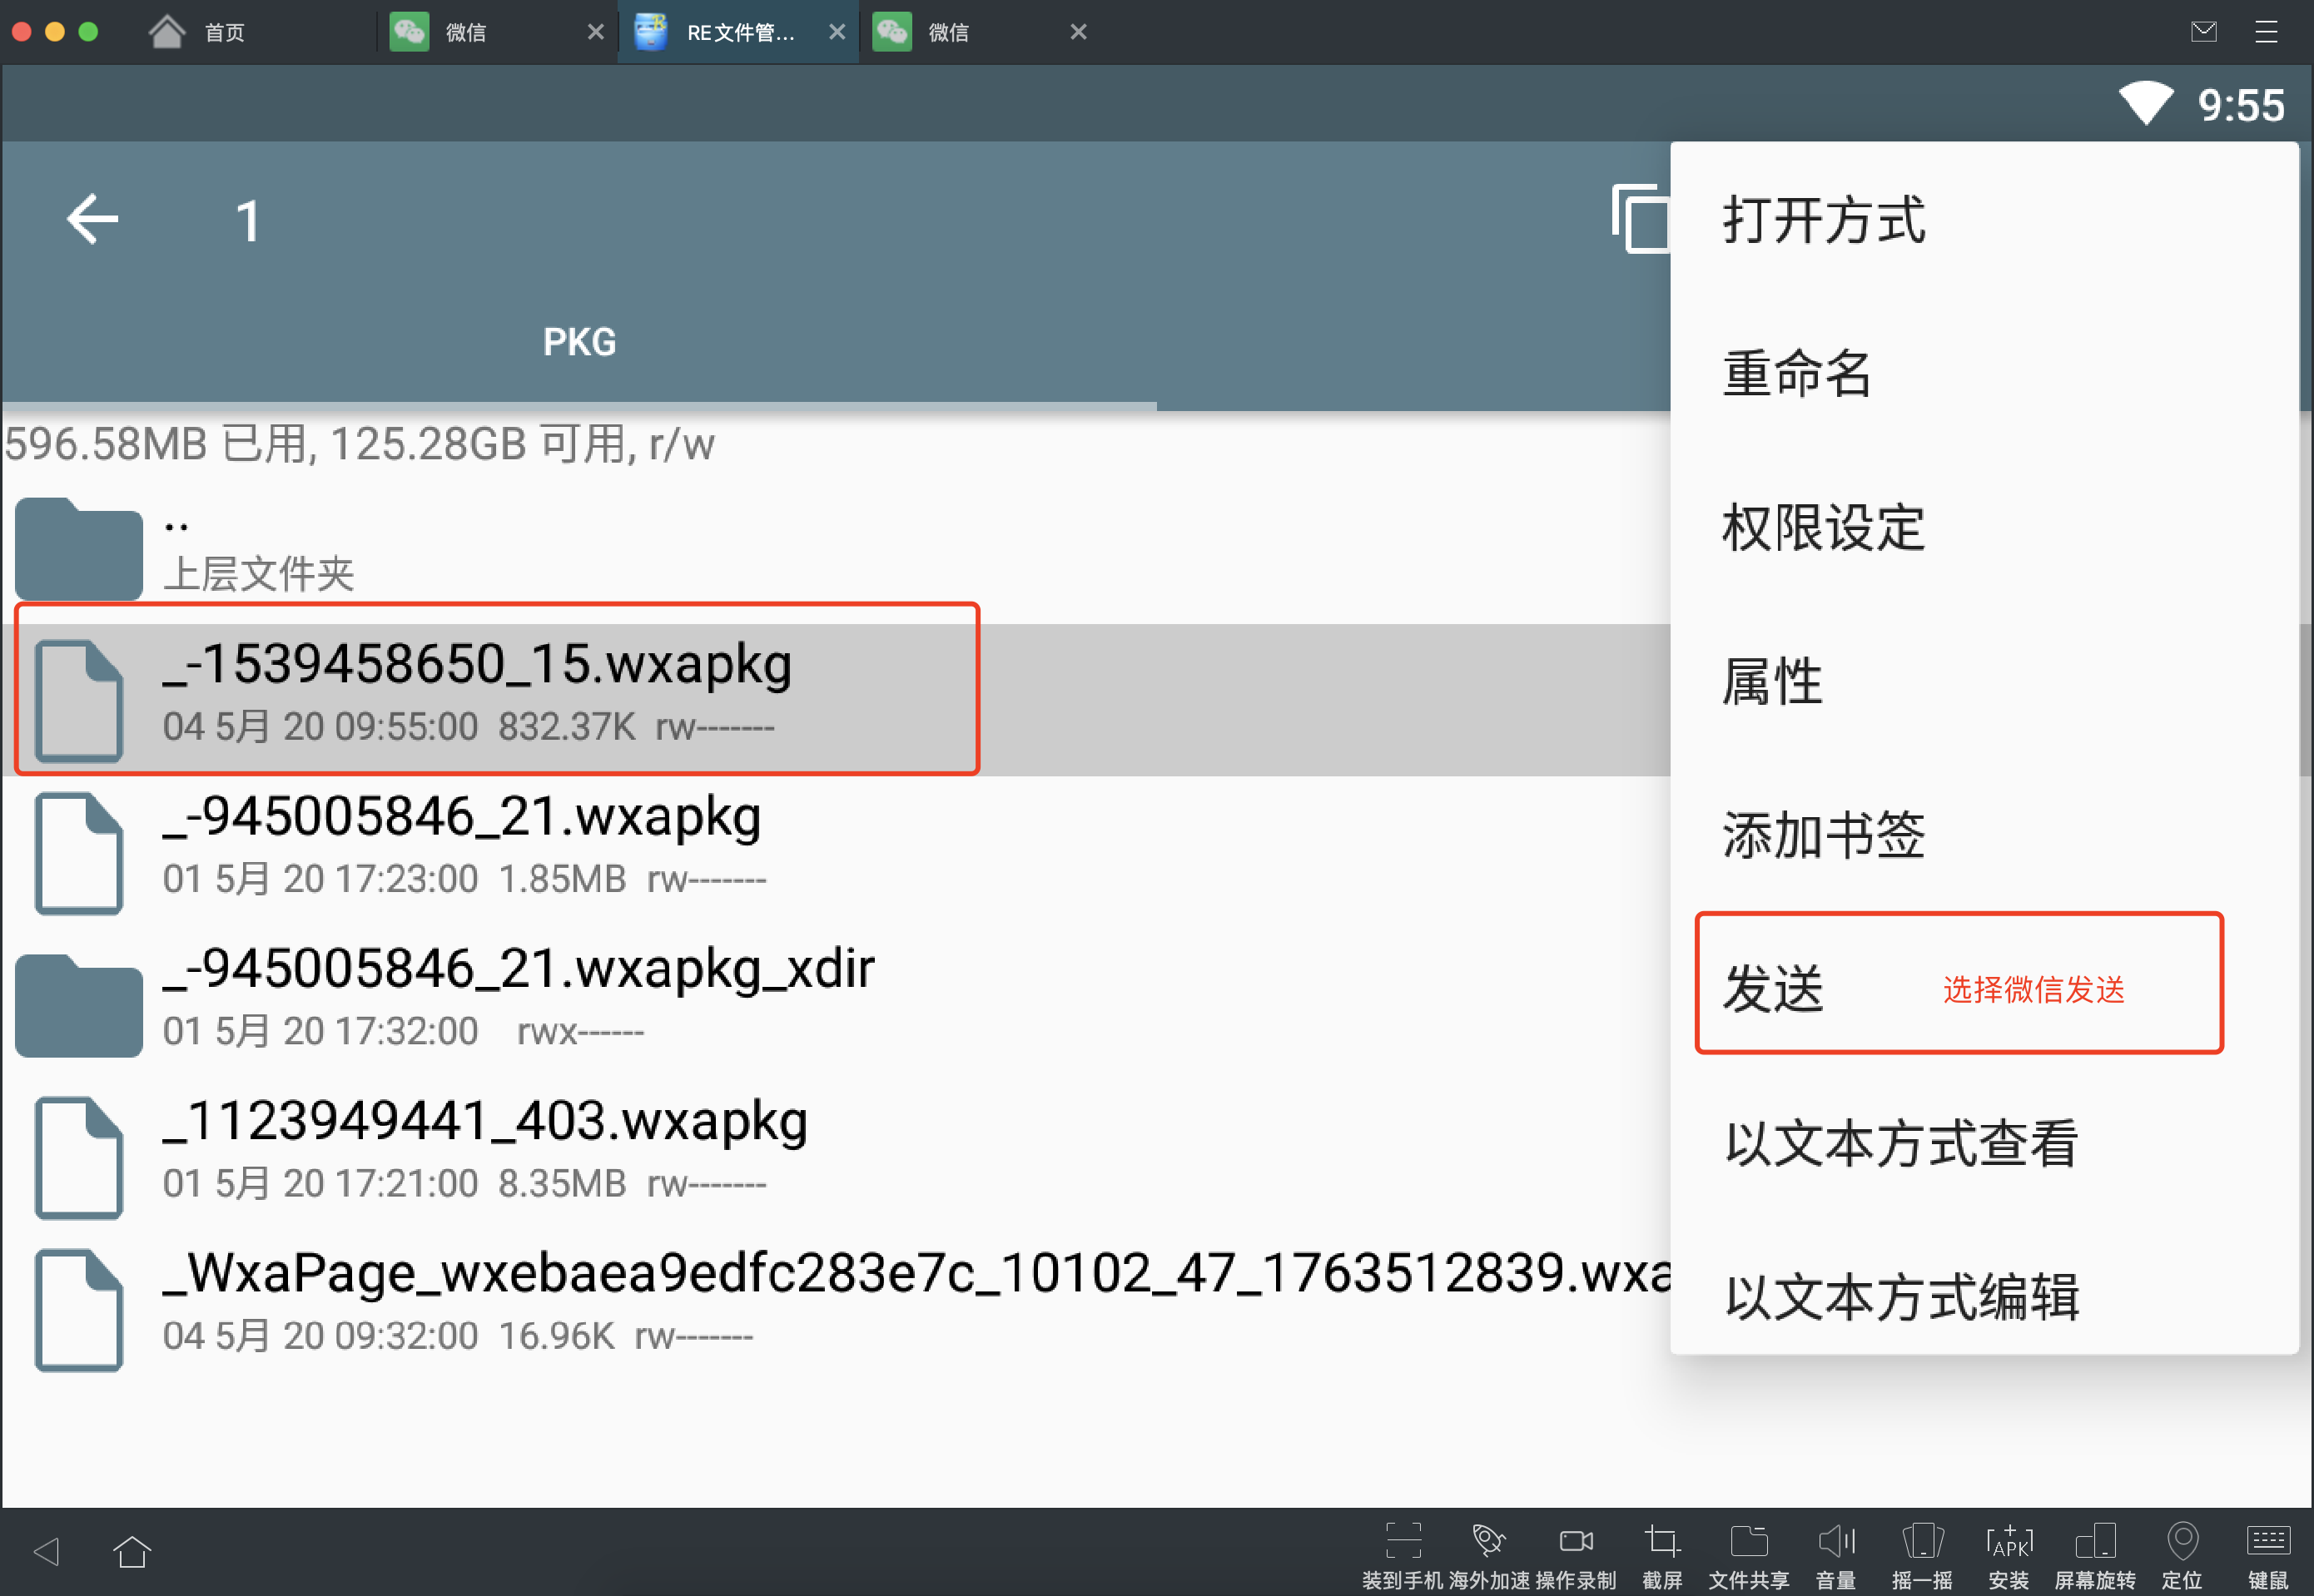 首页 微信 RE文件管... 微信
9:55
1
PKG
596.58MB 已用, 125.28GB 可用, r/w
..
上层文件夹
_-1539458650_15.wxapkg
04 5月 20 09:55:00 832.37K rw-------
_-945005846_21.wxapkg
01 5月 20 17:23:00 1.85MB rw-------
_-945005846_21.wxapkg_xdir
01 5月 20 17:32:00 rwx------
_1123949441_403.wxapkg
01 5月 20 17:21:00 8.35MB rw-------
_WxaPage_wxebaea9edfc283e7c_10102_47_1763512839.wxa
04 5月 20 09:32:00 16.96K rw-------
打开方式
重命名
权限设定
属性
添加书签
发送 选择微信发送
以文本方式查看
以文本方式编辑
APK
装到手机 海外加速 操作录制 截屏 文件共享 音量 摇一摇 安装 屏幕旋转 定位 键鼠